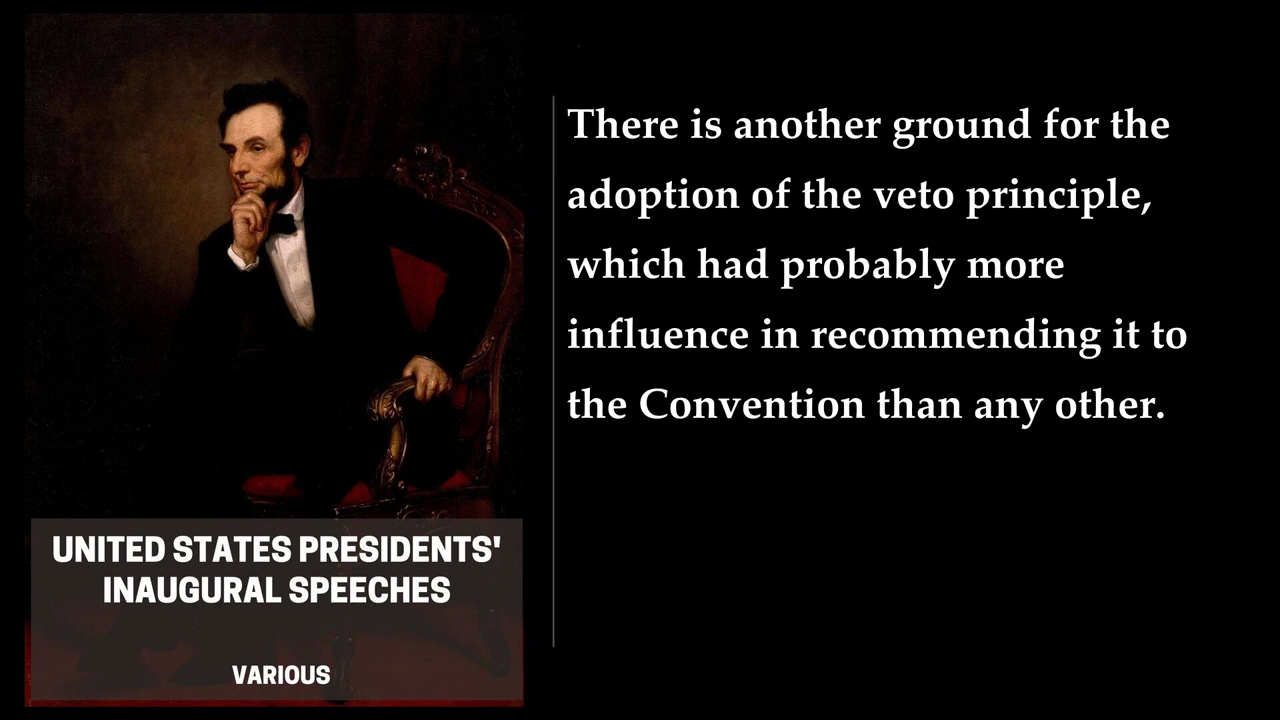 There is another ground for the
adoption of the veto principle,
which had probably more
influence in recommending it to
the Convention than any other.
UNITED STATES PRESIDENTS'
INAUGURAL SPEECHES
VARIOUS